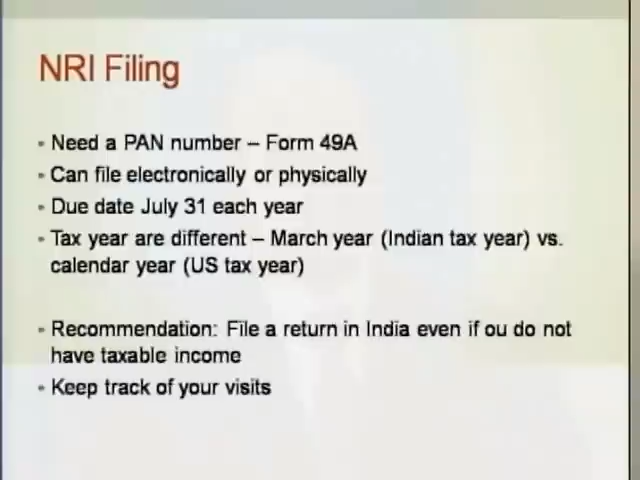 NRI Filing
Need a PAN number – Form 49A
Can file electronically or physically
Due date July 31 each year
Tax year are different – March year (Indian tax year) vs.
calendar year (US tax year)
Recommendation: File a return in India even if ou do not
have taxable income
Keep track of your visits